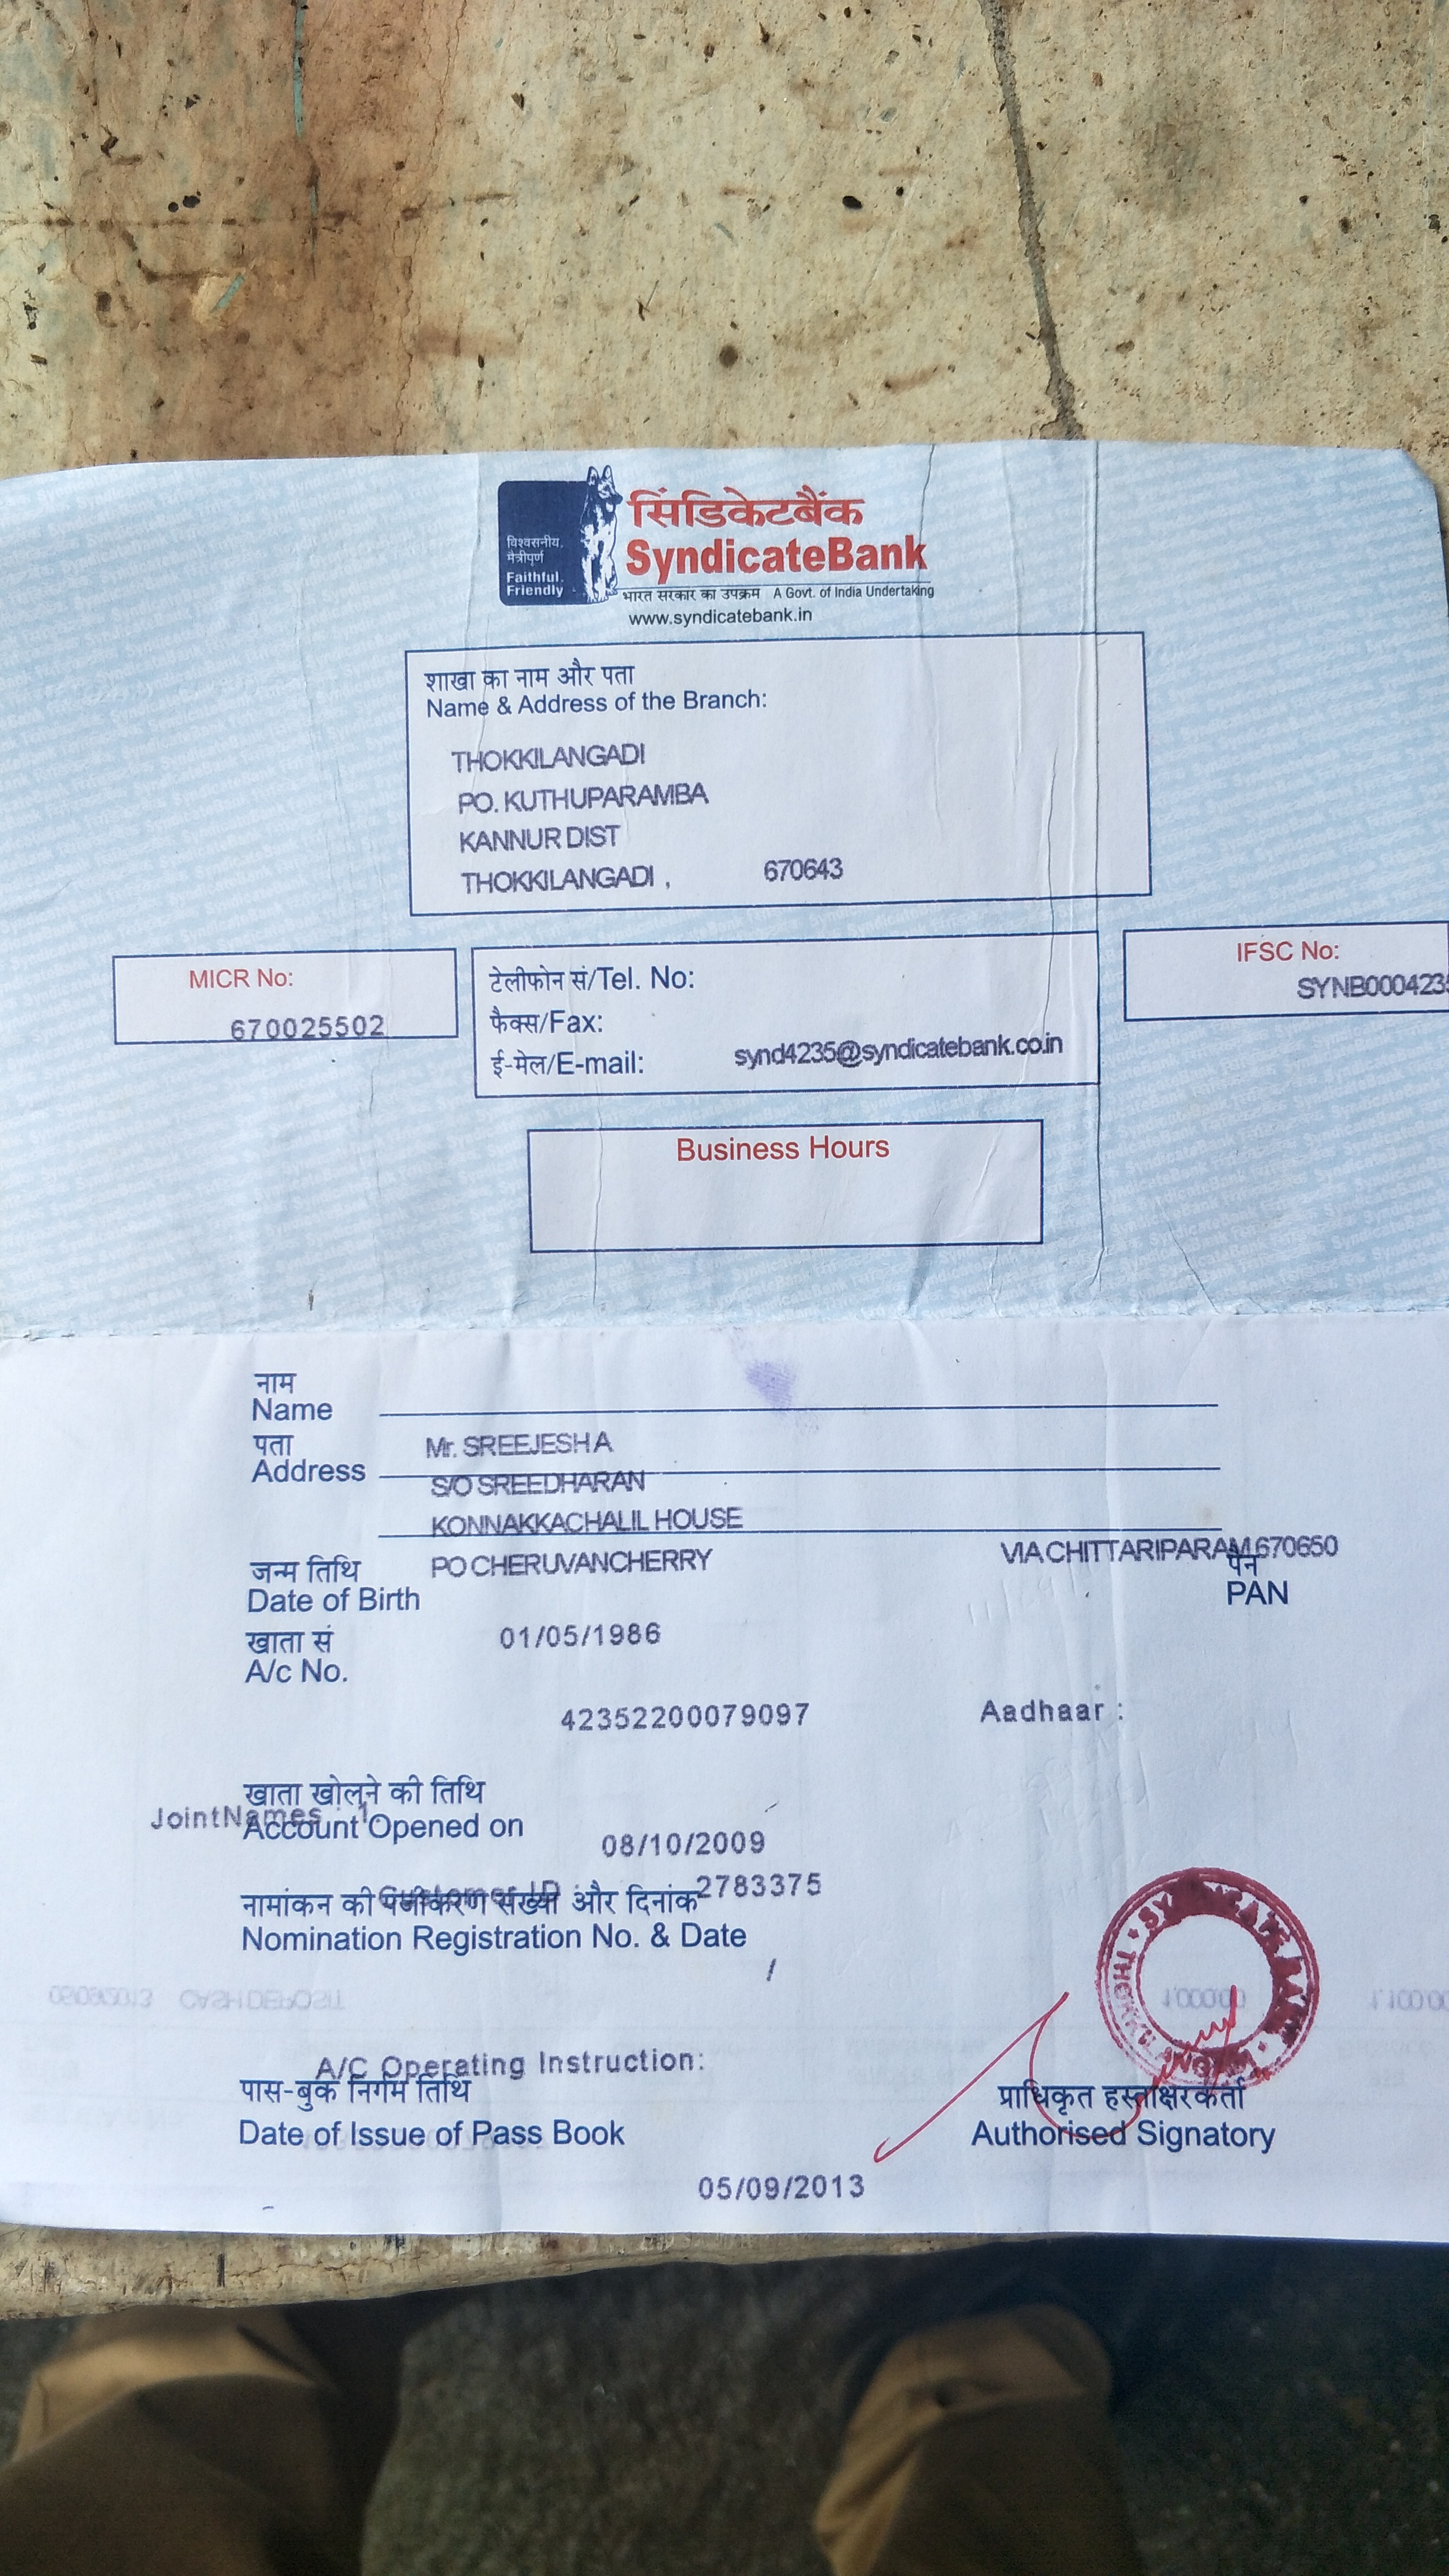 विश्वसनीय,
मैत्रीपूर्ण
Faithful.
Friendly
सिंडिकेटबैंक
SyndicateBank
भारत सरकार का उपक्रम A Govt. of India Undertaking
www.syndicatebank.in
शाखा का नाम और पता
Name & Address of the Branch:
THOKKILANGADI
PO. KUTHUPARAMBA
KANNUR DIST
THOKKILANGADI , 670643
MICR No:
670025502
टेलीफोन सं/Tel. No:
फैक्स/Fax:
ई-मेल/E-mail: synd4235@syndicatebank.co.in
IFSC No:
SYNB000423
Business Hours
नाम
Name
पता
Address
Mr. SREEJESH A
S/O SREEDHARAN
KONNAKKACHALIL HOUSE
PO CHERUVANCHERRY VIA CHITTARIPARAM 670650
जन्म तिथि
Date of Birth
पैन
PAN
01/05/1986
खाता सं
A/c No.
42352200079097 Aadhaar :
खाता खोलने की तिथि
JointNames : 1.
Account Opened on
08/10/2009
Customer ID : 2783375
नामांकन की पंजीकरण संख्या और दिनांक
Nomination Registration No. & Date
/
CASH DEPOSIT 1,000.00
A/C Operating Instruction:
पास-बुक निर्गम तिथि
Date of Issue of Pass Book
05/09/2013
प्राधिकृत हस्ताक्षरकर्ता
Authorised Signatory